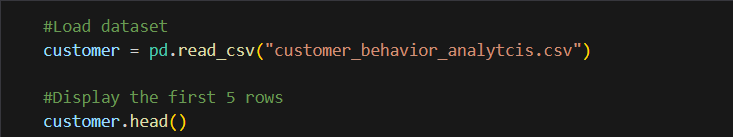 #Load dataset
customer = pd.read_csv("customer_behavior_analytcis.csv")
#Display the first 5 rows
customer.head()